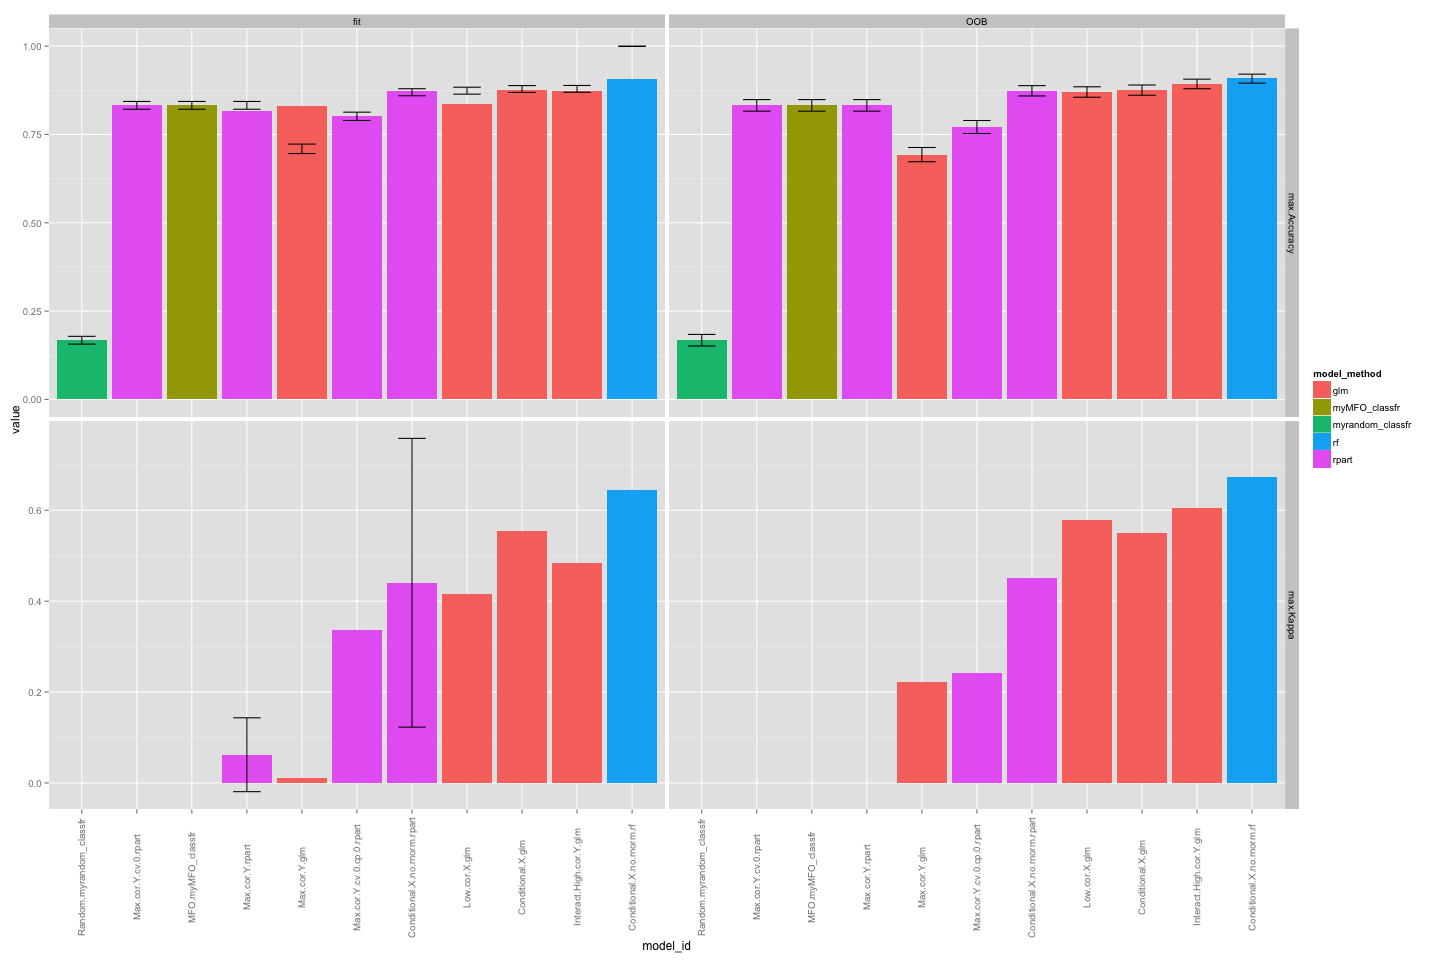 fit
OOB
1.00
0.75
0.50
0.25
0.00
max.Accuracy
value
0.6
0.4
0.2
0.0
max.Kappa
Random.myrandom_classfr
Max.cor.Y.cv.0.rpart
MFO.myMFO_classfr
Max.cor.Y.rpart
Max.cor.Y.glm
Max.cor.Y.cv.0.cp.0.rpart
Conditional.X.no.rnorm.rpart
Low.cor.X.glm
Conditional.X.glm
Interact.High.cor.Y.glm
Conditional.X.no.rnorm.rf
Random.myrandom_classfr
Max.cor.Y.cv.0.rpart
MFO.myMFO_classfr
Max.cor.Y.rpart
Max.cor.Y.glm
Max.cor.Y.cv.0.cp.0.rpart
Conditional.X.no.rnorm.rpart
Low.cor.X.glm
Conditional.X.glm
Interact.High.cor.Y.glm
Conditional.X.no.rnorm.rf
model_id
model_method
glm
myMFO_classfr
myrandom_classfr
rf
rpart